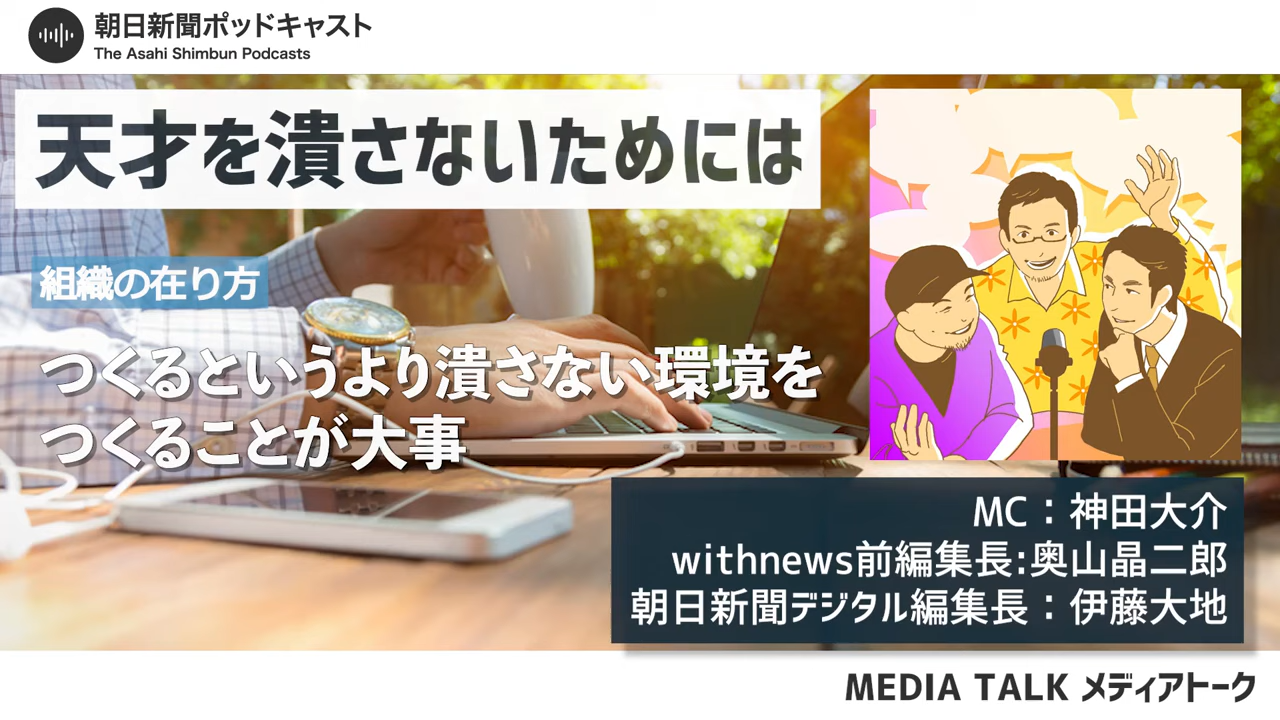 朝日新聞ポッドキャスト
The Asahi Shimbun Podcasts
天才を潰さないためには
組織の在り方
つくるというより潰さない環境を
つくることが大事
MC：神田大介
withnews前編集長:奥山晶二郎
朝日新聞デジタル編集長：伊藤大地
MEDIA TALK メディアトーク